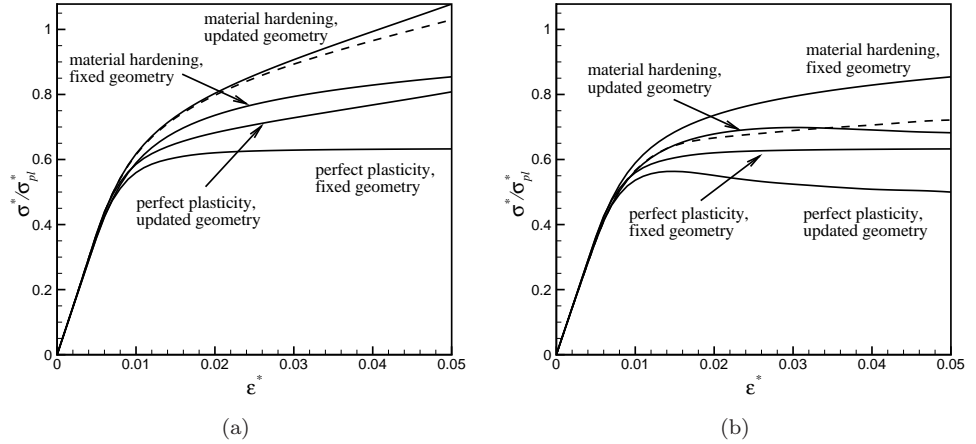 material hardening,
updated geometry
material hardening,
fixed geometry
perfect plasticity,
fixed geometry
perfect plasticity,
updated geometry
σ*/σ*pl
1
0.8
0.6
0.4
0.2
0
0 0.01 0.02 0.03 0.04 0.05
ε*
(a)
material hardening,
fixed geometry
material hardening,
updated geometry
perfect plasticity,
fixed geometry
perfect plasticity,
updated geometry
σ*/σ*pl
1
0.8
0.6
0.4
0.2
0
0 0.01 0.02 0.03 0.04 0.05
ε*
(b)